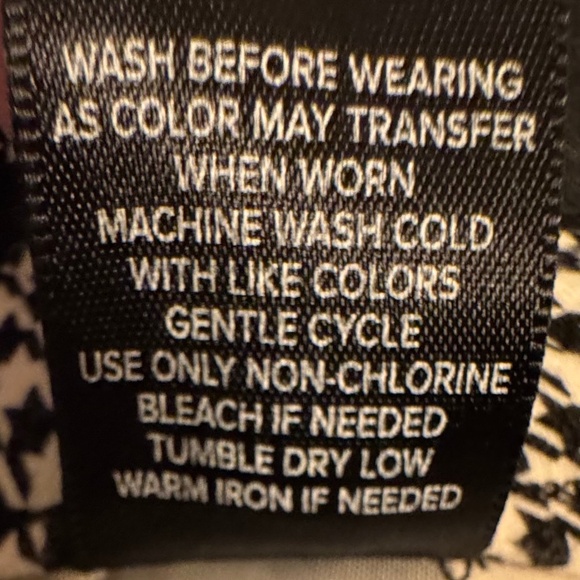 WASH BEFORE WEARING
AS COLOR MAY TRANSFER
WHEN WORN
MACHINE WASH COLD
WITH LIKE COLORS
GENTLE CYCLE
USE ONLY NON-CHLORINE
BLEACH IF NEEDED
TUMBLE DRY LOW
WARM IRON IF NEEDED